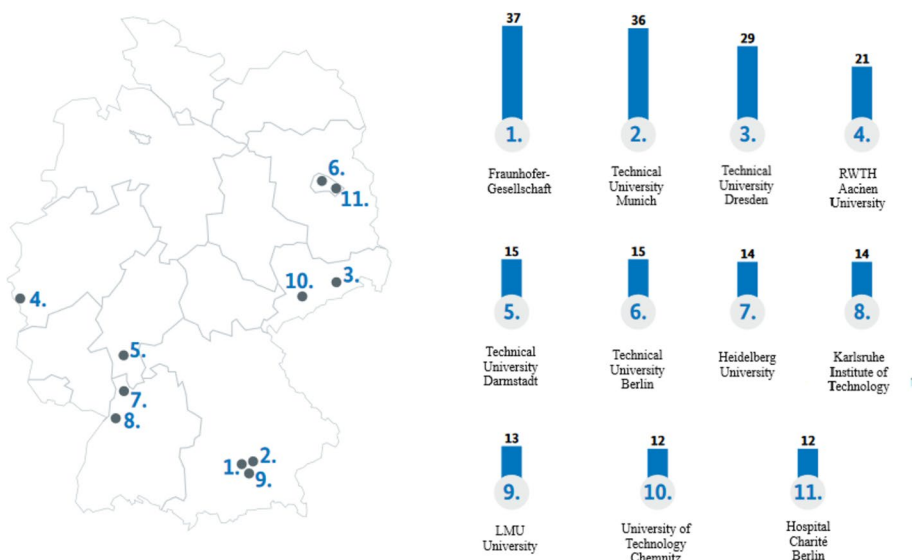 6.
11.
3.
10.
4.
5.
7.
8.
2.
1.
9.
37
36
29
21
1.
2.
3.
4.
Fraunhofer-
Gesellschaft
Technical
University
Munich
Technical
University
Dresden
RWTH
Aachen
University
15
15
14
14
5.
6.
7.
8.
Technical
University
Darmstadt
Technical
University
Berlin
Heidelberg
University
Karlsruhe
Institute of
Technology
13
12
12
9.
10.
11.
LMU
University
University of
Technology
Chemnitz
Hospital
Charité
Berlin